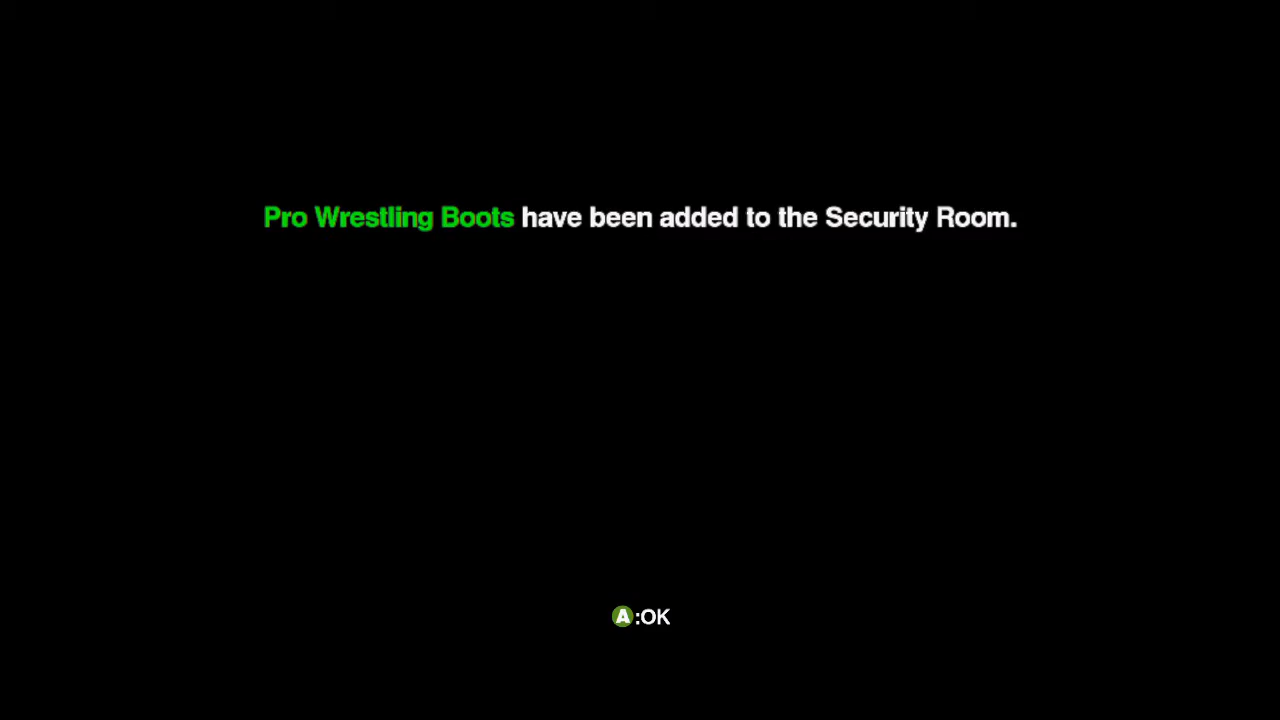 Pro Wrestling Boots have been added to the Security Room.
A:OK